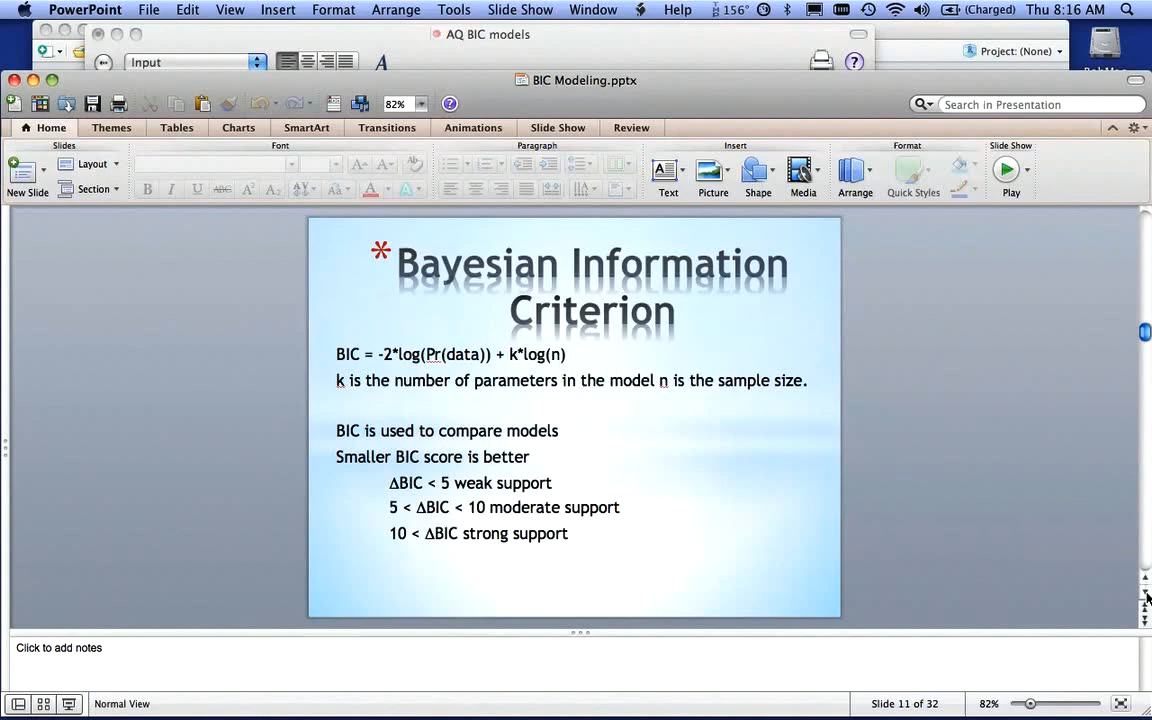 PowerPoint File Edit View Insert Format Arrange Tools Slide Show Window Help 156° (Charged) Thu 8:16 AM
AQ BIC models
Project: (None)
Input
BIC Modeling.pptx
82%
Search in Presentation
Home Themes Tables Charts SmartArt Transitions Animations Slide Show Review
Slides Font Paragraph Insert Format Slide Show
Layout
New Slide Section
Text Picture Shape Media Arrange Quick Styles Play
* Bayesian Information
Criterion
BIC = -2*log(Pr(data)) + k*log(n)
k is the number of parameters in the model n is the sample size.
BIC is used to compare models
Smaller BIC score is better
ΔBIC < 5 weak support
5 < ΔBIC < 10 moderate support
10 < ΔBIC strong support
Click to add notes
Normal View Slide 11 of 32 82%